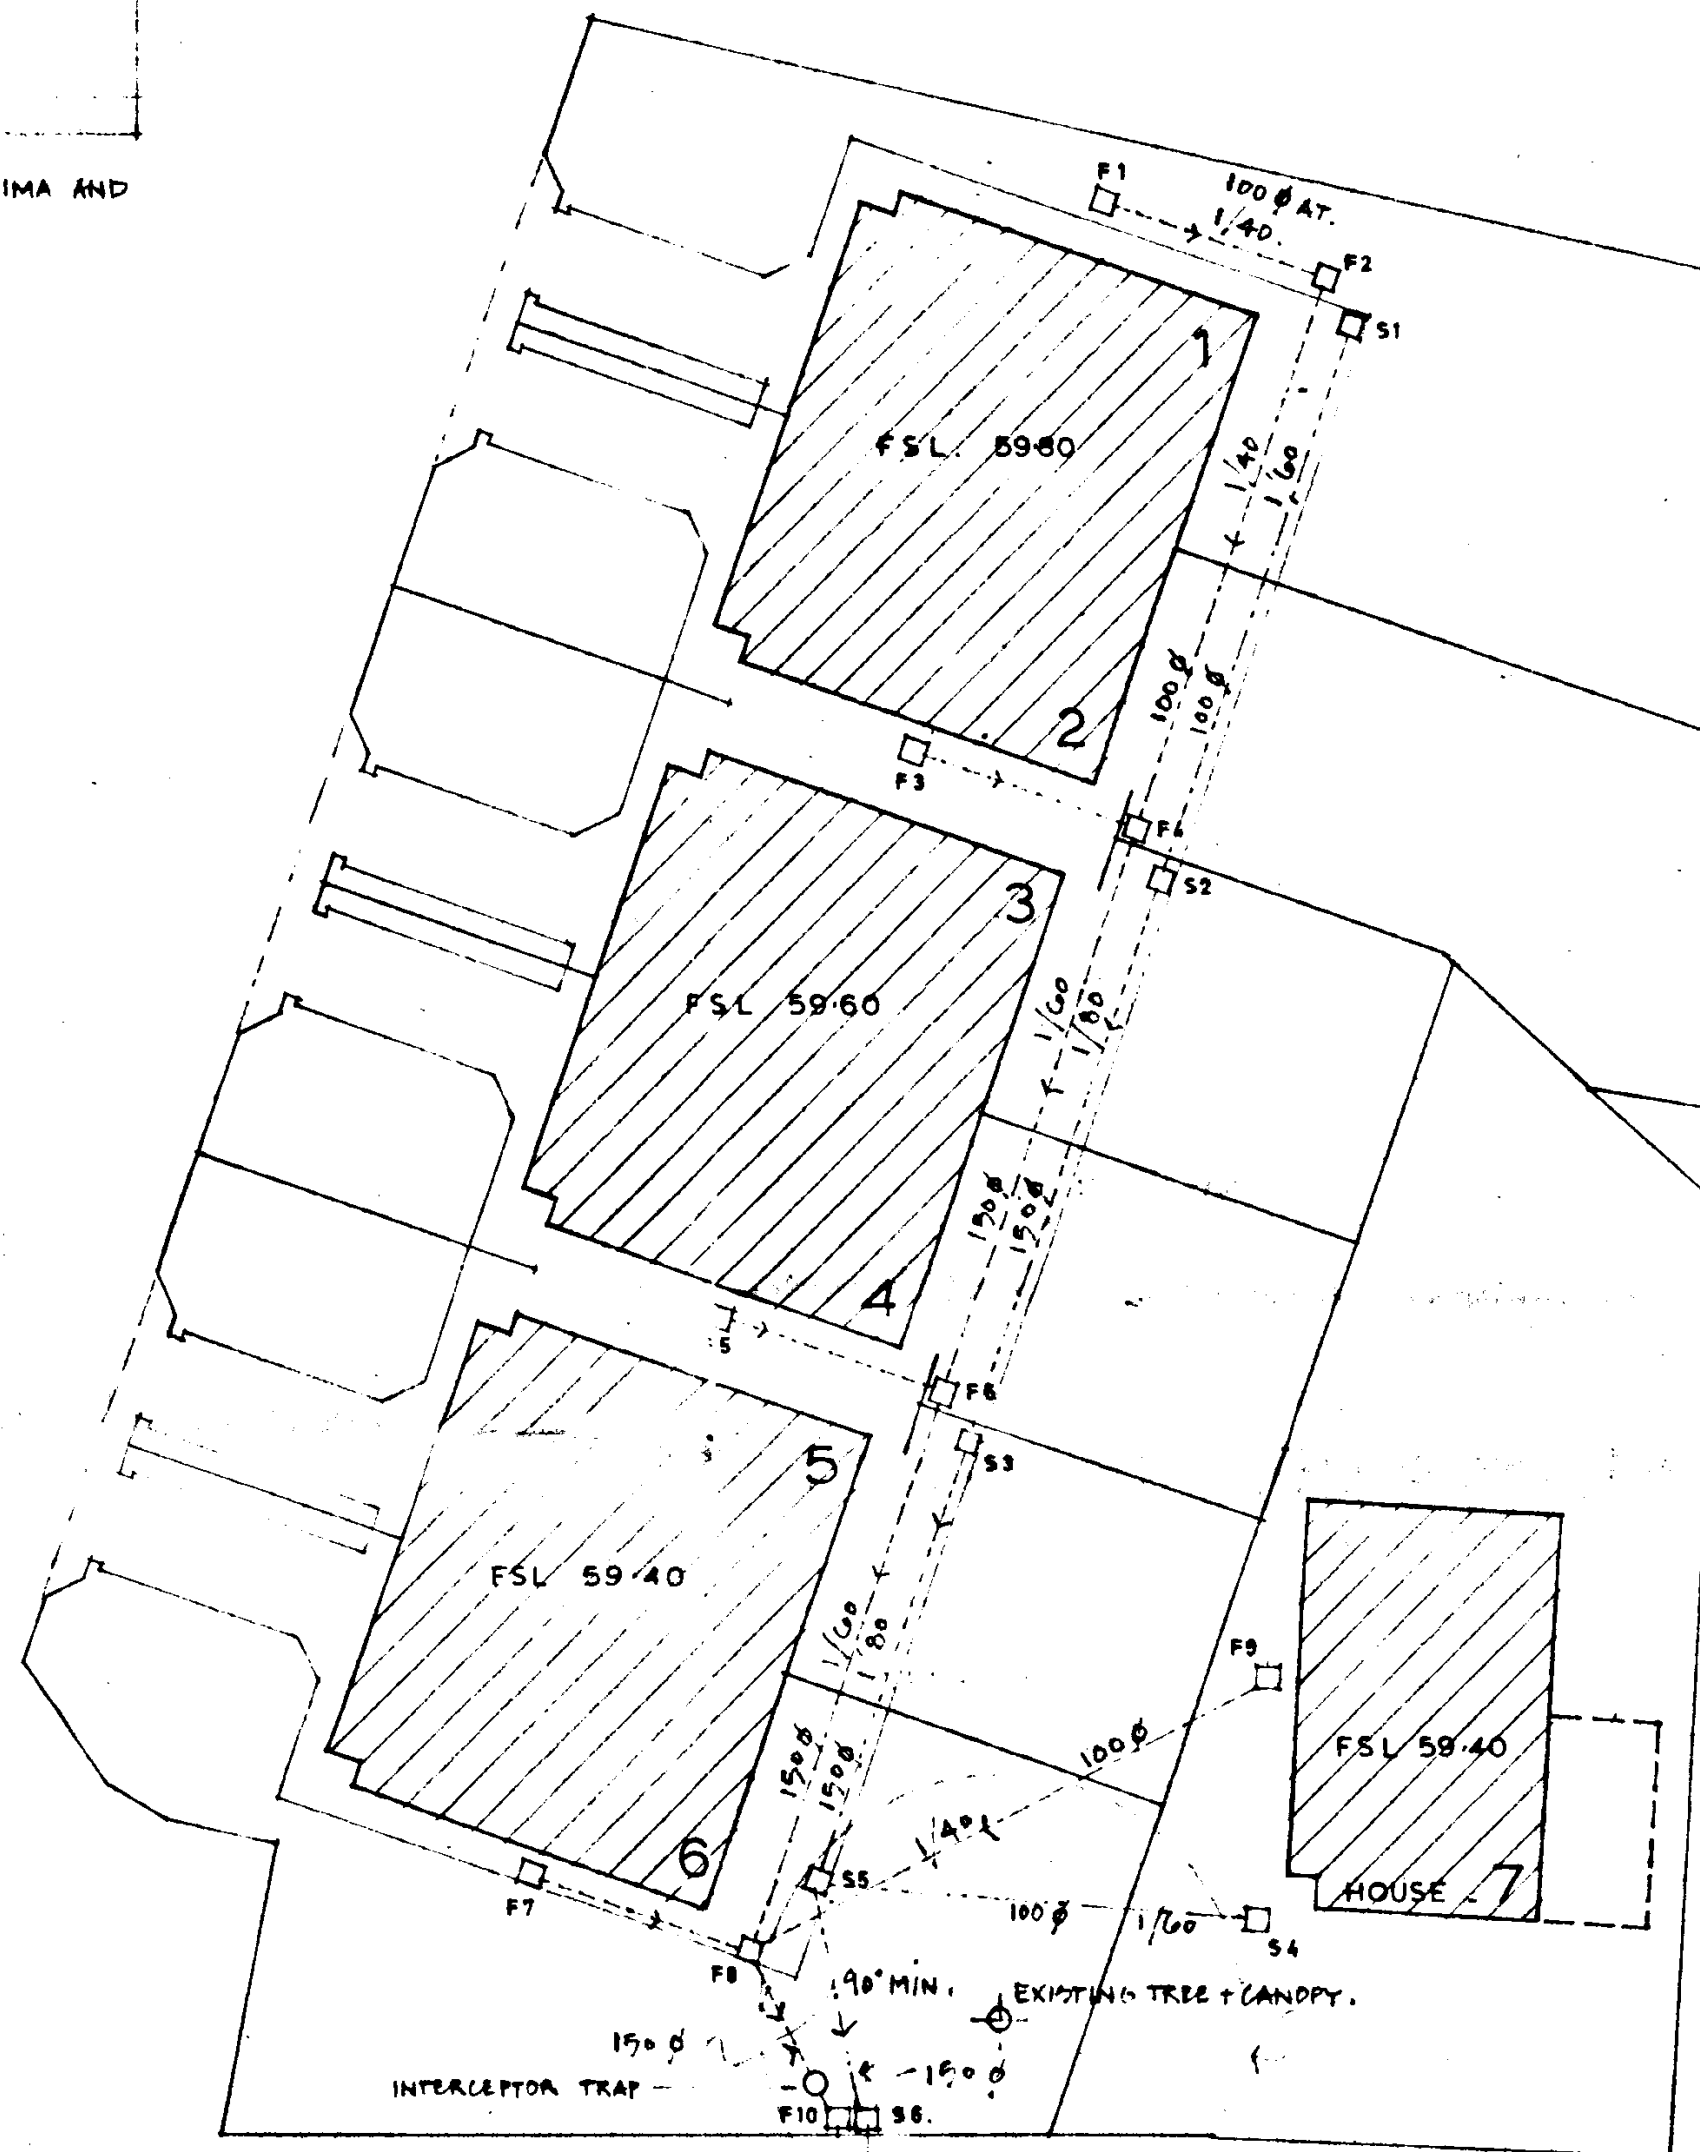 IMA AND
F1
100 ∅ AT.
1/40.
F2
S1
1
FSL. 59·80
1/40
1/60
100 ∅
100 ∅
2
F3
F4
S2
3
FSL 59·60
1/60
1/80
150 ∅
150 ∅
4
5
F6
S3
5
FSL 59·40
1/60
1/80
F9
100 ∅
FSL 59·40
150 ∅
150 ∅
1/40
6
S5
HOUSE - 7
F7
100 ∅
1/60
S4
F8
90° MIN.
EXISTING TREE + CANOPY.
150 ∅
150 ∅
INTERCEPTOR TRAP
F10
S6.